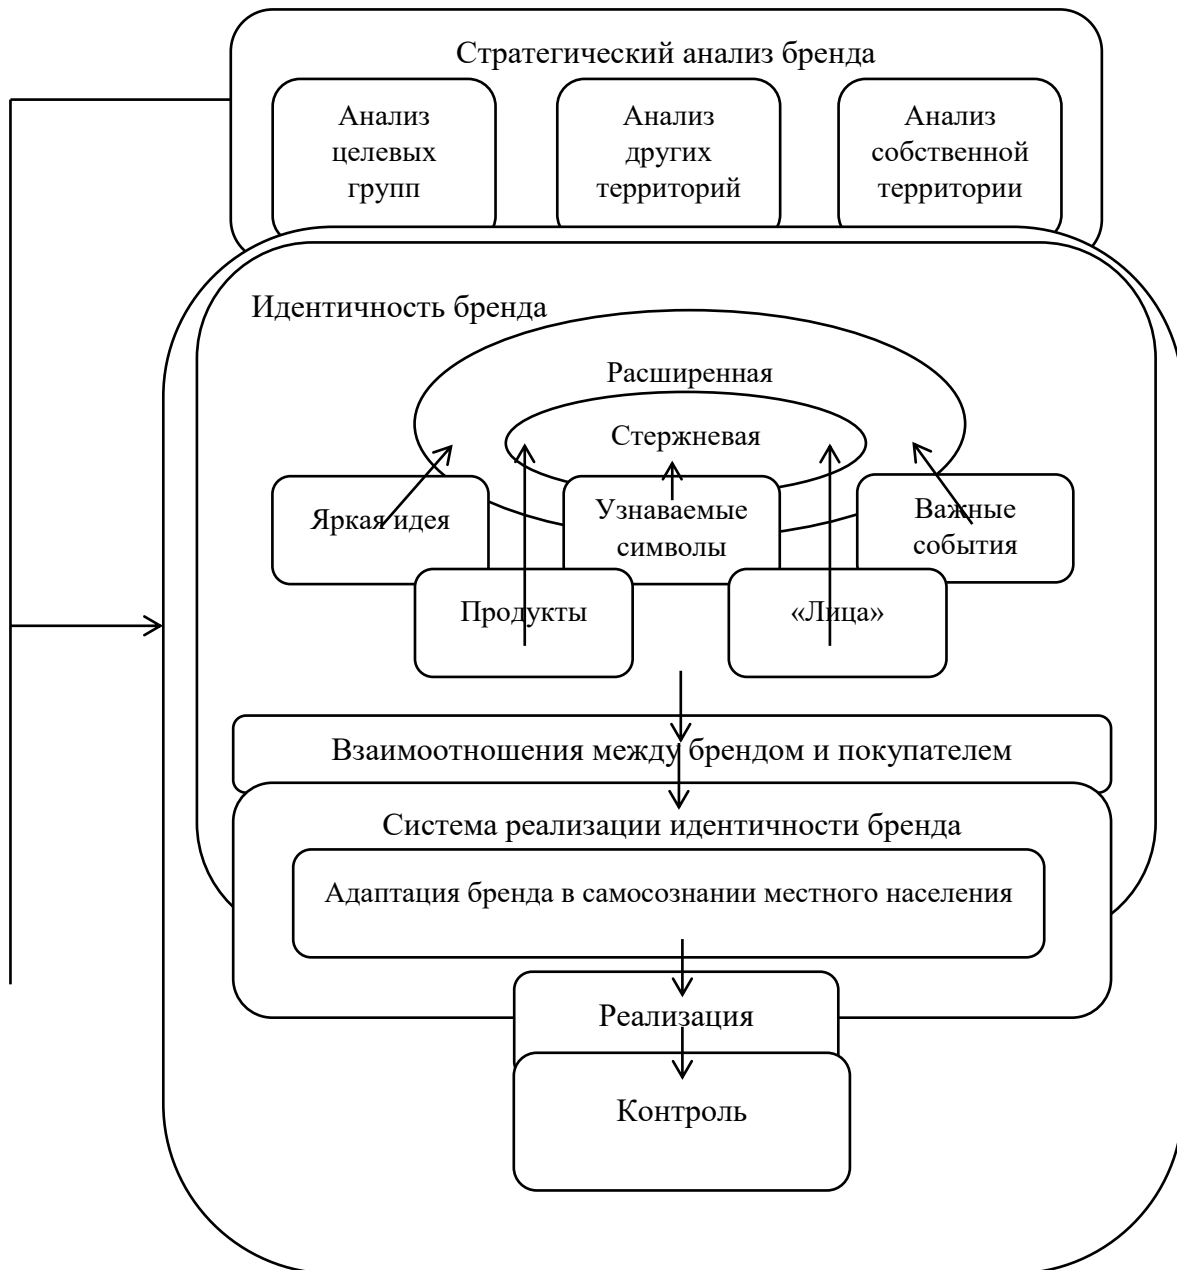 Стратегический анализ бренда
Анализ
целевых
групп
Анализ
других
территорий
Анализ
собственной
территории
Идентичность бренда
Расширенная
Стержневая
Яркая идея
Узнаваемые
символы
Важные
события
Продукты
«Лица»
Взаимоотношения между брендом и покупателем
Система реализации идентичности бренда
Адаптация бренда в самосознании местного населения
Реализация
Контроль